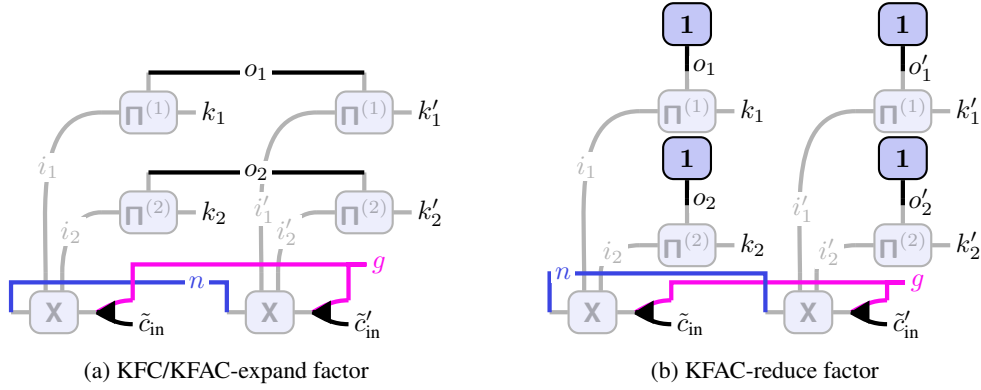 o₁
Π⁽¹⁾ k₁ Π⁽¹⁾ k′₁
i₁
o₂
i₂ Π⁽²⁾ k₂ i′₁ i′₂ Π⁽²⁾ k′₂
n g
X c̃ᵢₙ X c̃′ᵢₙ
(a) KFC/KFAC-expand factor
1 1
o₁ o′₁
Π⁽¹⁾ k₁ Π⁽¹⁾ k′₁
i₁ 1 1
o₂ i′₁ o′₂
i₂ Π⁽²⁾ k₂ i′₂ Π⁽²⁾ k′₂
n g
X c̃ᵢₙ X c̃′ᵢₙ
(b) KFAC-reduce factor